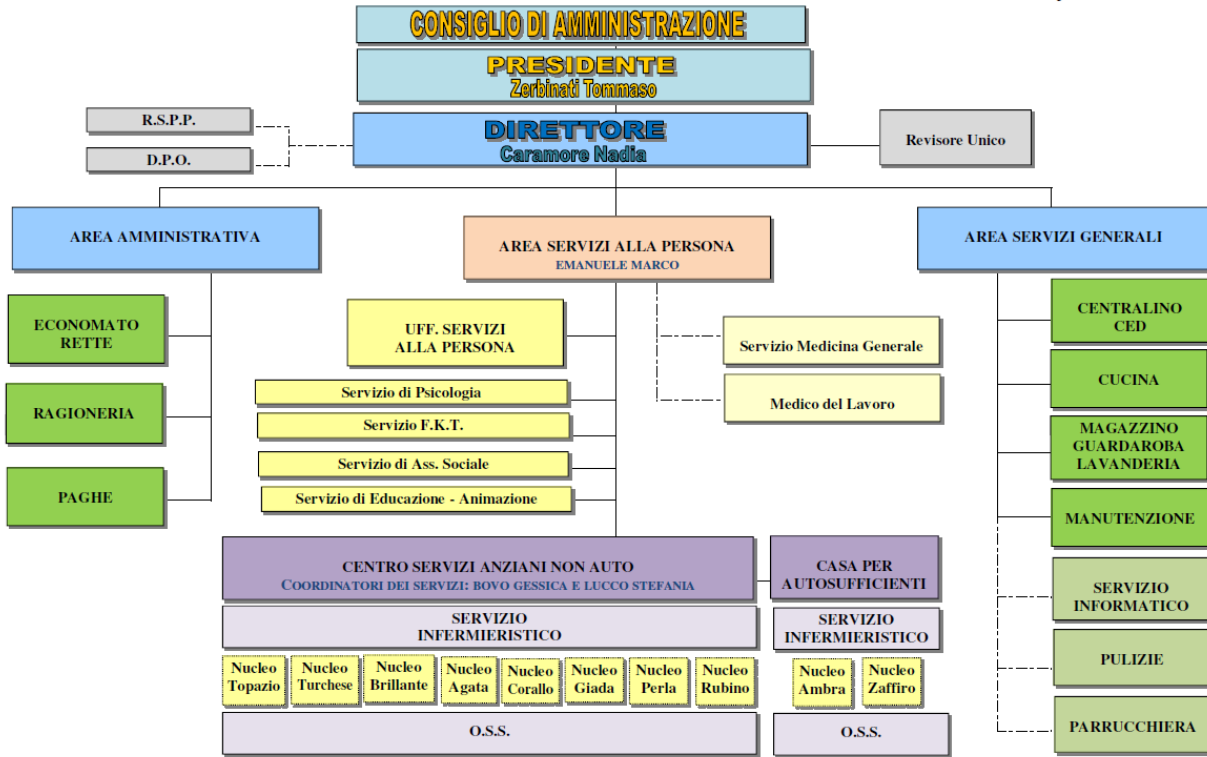 CONSIGLIO DI AMMINISTRAZIONE
PRESIDENTE
Zerbinati Tommaso
R.S.P.P.
D.P.O.
DIRETTORE
Caramore Nadia
Revisore Unico
AREA AMMINISTRATIVA
AREA SERVIZI ALLA PERSONA
EMANUELE MARCO
AREA SERVIZI GENERALI
ECONOMATO
RETTE
RAGIONERIA
PAGHE
UFF. SERVIZI
ALLA PERSONA
Servizio di Psicologia
Servizio F.K.T.
Servizio di Ass. Sociale
Servizio di Educazione - Animazione
Servizio Medicina Generale
Medico del Lavoro
CENTRALINO
CED
CUCINA
MAGAZZINO
GUARDAROBA
LAVANDERIA
MANUTENZIONE
SERVIZIO
INFORMATICO
PULIZIE
PARRUCCHIERA
CENTRO SERVIZI ANZIANI NON AUTO
COORDINATORI DEI SERVIZI: BOVO GESSICA E LUCCO STEFANIA
SERVIZIO
INFERMIERISTICO
Nucleo
Topazio
Nucleo
Turchese
Nucleo
Brillante
Nucleo
Agata
Nucleo
Corallo
Nucleo
Giada
Nucleo
Perla
Nucleo
Rubino
O.S.S.
CASA PER
AUTOSUFFICIENTI
SERVIZIO
INFERMIERISTICO
Nucleo
Ambra
Nucleo
Zaffiro
O.S.S.